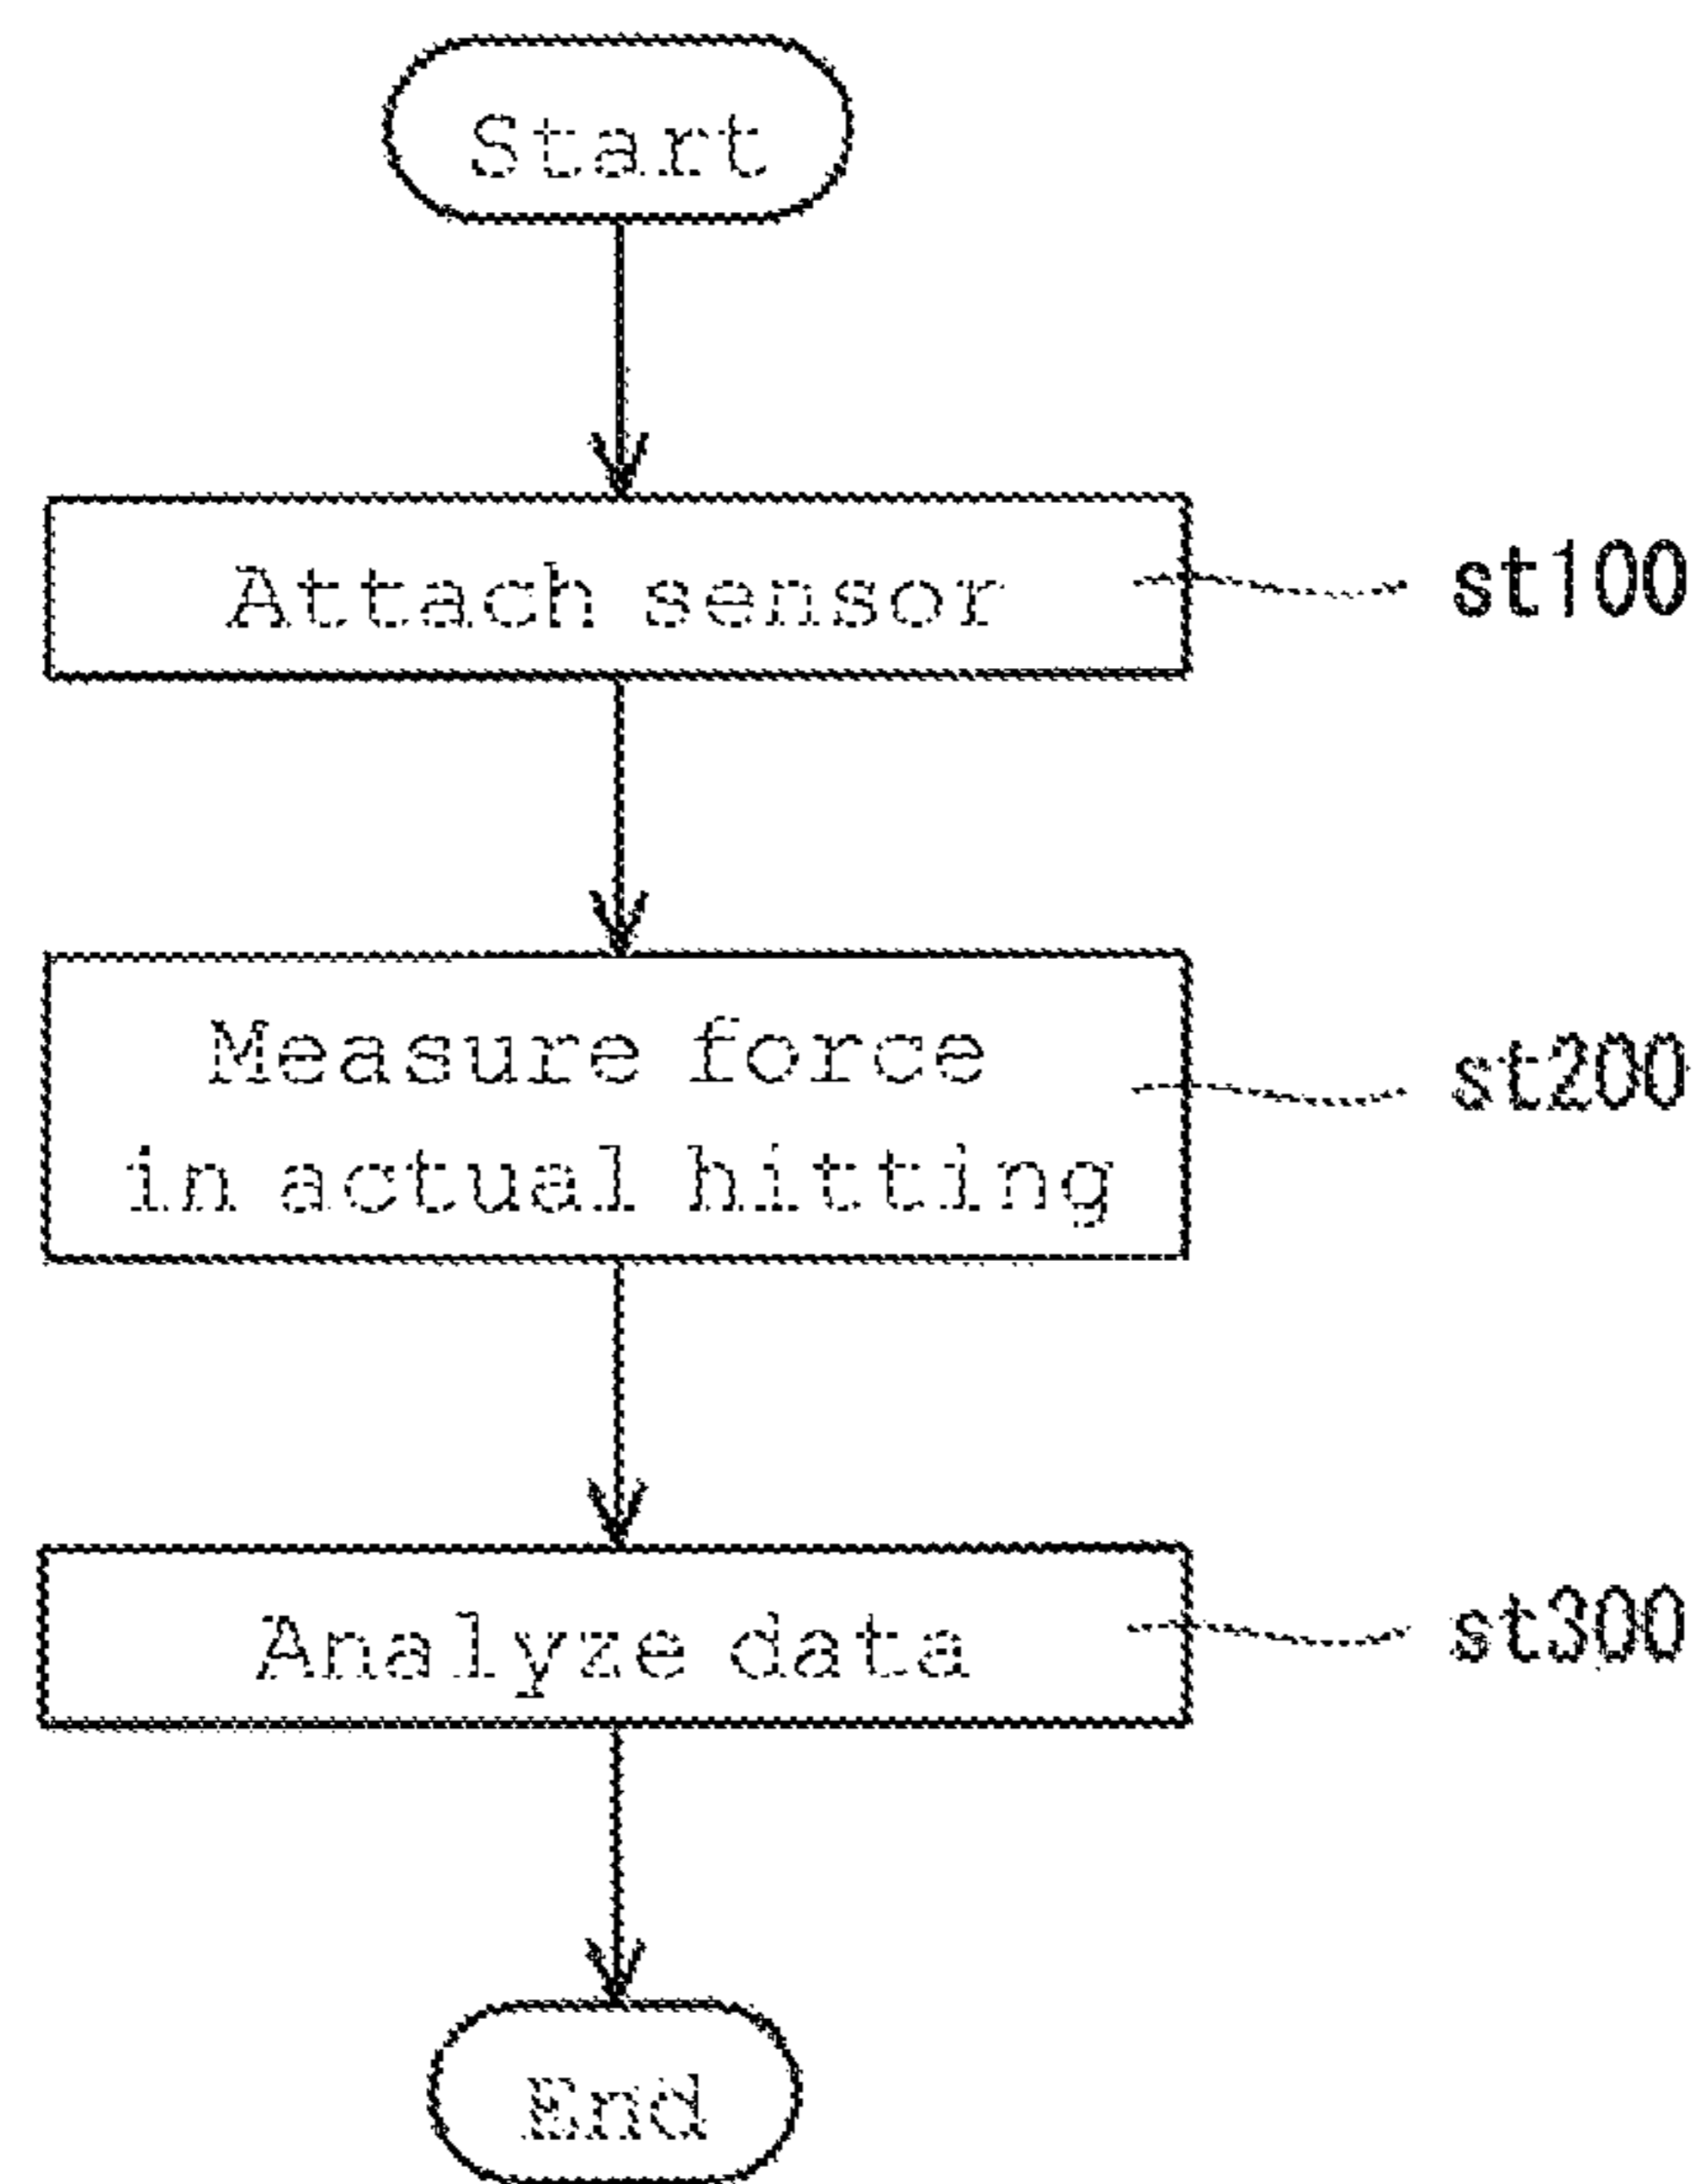 Start
Attach sensor
st100
Measure force
in actual hitting
st200
Analyze data
st300
End